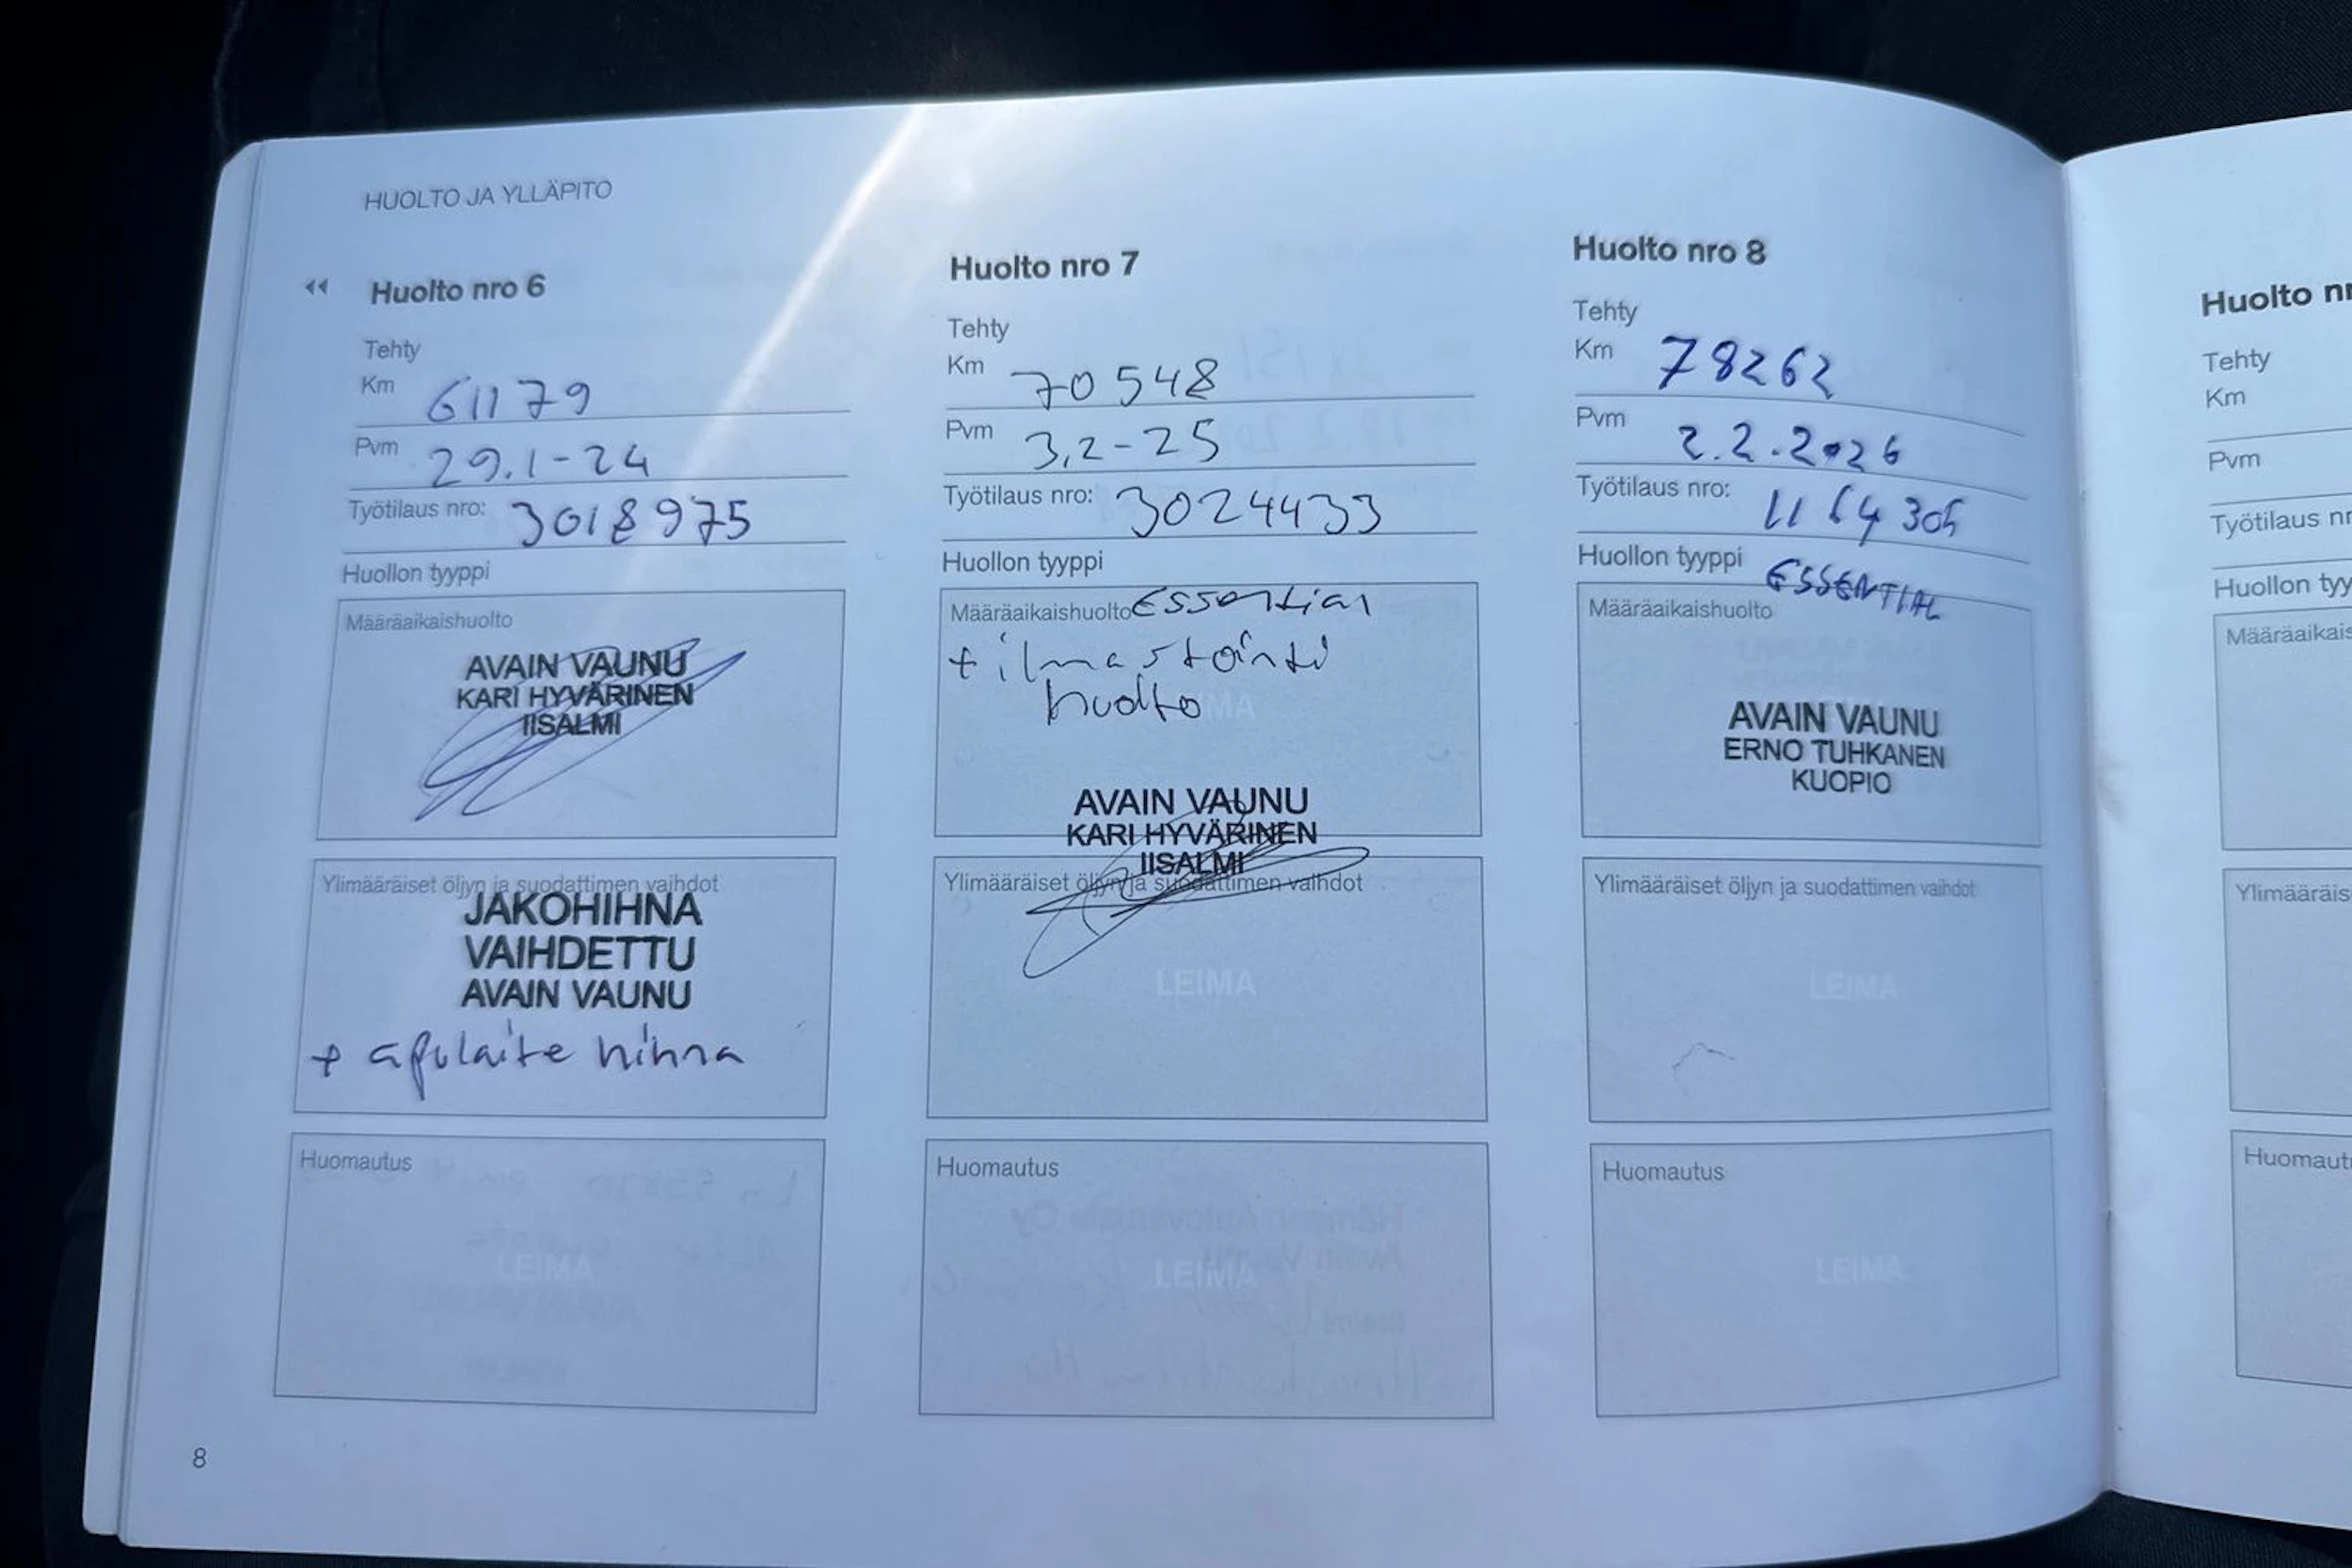 HUOLTO JA YLLÄPITO
Huolto nro 6
Tehty
Km 61179
Pvm 29.1-24
Työtilaus nro: 3018975
Huollon tyyppi
Määräaikaishuolto
AVAIN VAUNU
KARI HYVÄRINEN
IISALMI
Ylimääräiset öljyn ja suodattimen vaihdot
JAKOHIHNA
VAIHDETTU
AVAIN VAUNU
+ apulaite hihna
Huomautus
LEIMA
8
Huolto nro 7
Tehty
Km 70548
Pvm 3.2-25
Työtilaus nro: 3024433
Huollon tyyppi
Määräaikaishuolto Essential
+ ilmastointi
huolto
AVAIN VAUNU
KARI HYVÄRINEN
IISALMI
Ylimääräiset öljyn ja suodattimen vaihdot
LEIMA
Huomautus
LEIMA
Huolto nro 8
Tehty
Km 78262
Pvm 2.2.2026
Työtilaus nro:
Huollon tyyppi ESSENTIAL
Määräaikaishuolto
AVAIN VAUNU
ERNO TUHKANEN
KUOPIO
Ylimääräiset öljyn ja suodattimen vaihdot
LEIMA
Huomautus
LEIMA
Huolto
Tehty
Km
Pvm
Työtilaus
Huollon